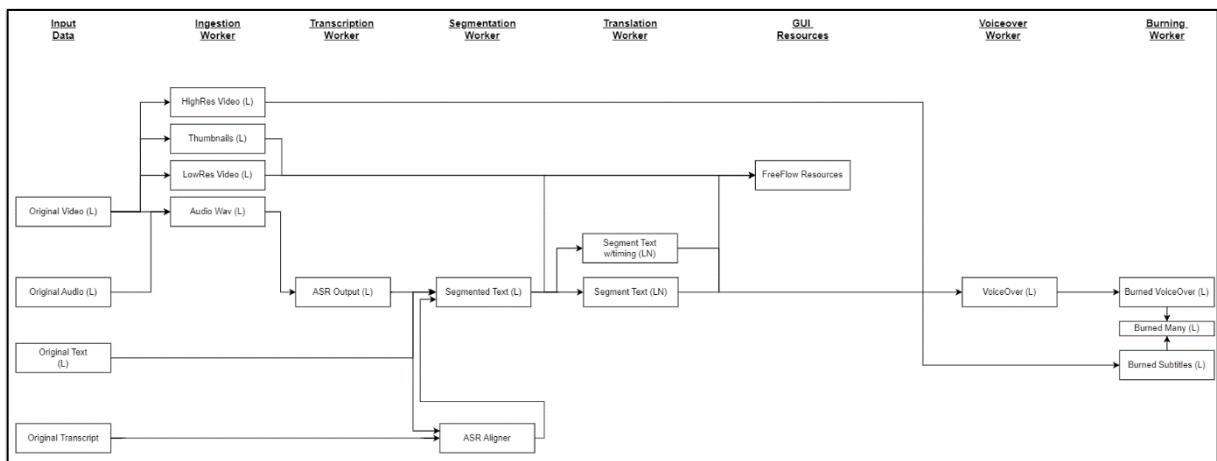 Input
Data
Ingestion
Worker
Transcription
Worker
Segmentation
Worker
Translation
Worker
GUI
Resources
Voiceover
Worker
Burning
Worker
HighRes Video (L)
Thumbnails (L)
LowRes Video (L)
FreeFlow Resources
Original Video (L)
Audio Wav (L)
Segment Text
w/timing (LN)
Original Audio (L)
ASR Output (L)
Segmented Text (L)
Segment Text (LN)
VoiceOver (L)
Burned VoiceOver (L)
Burned Many (L)
Original Text
(L)
Burned Subtitles (L)
Original Transcript
ASR Aligner